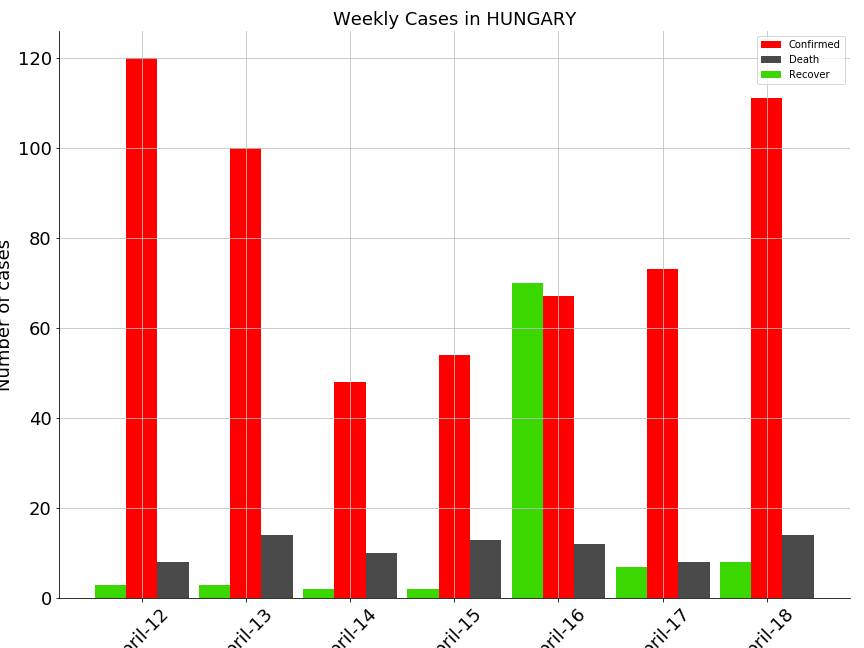 Weekly Cases in HUNGARY
Confirmed
Death
Recover
120
100
80
60
40
20
0
Number of cases
pril-12
pril-13
pril-14
pril-15
pril-16
pril-17
pril-18